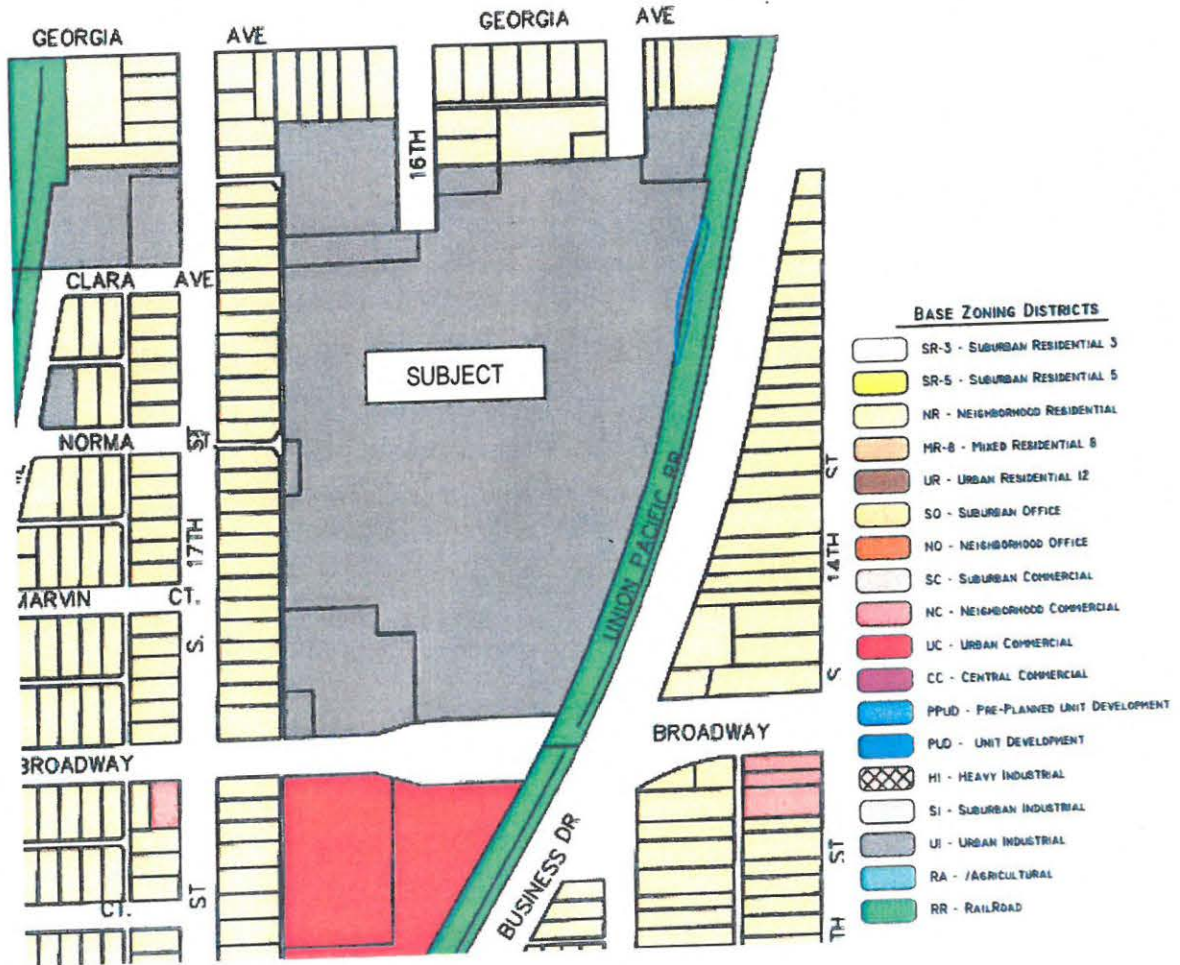 GEORGIA AVE
GEORGIA AVE
16TH
CLARA AVE
SUBJECT
NORMA ST.
17TH
MARVIN CT.
S.
UNION PACIFIC RR
ST
14TH
S
BROADWAY
BROADWAY
BUSINESS DR
CT.
ST
ST
TH
BASE ZONING DISTRICTS
SR-3 - SUBURBAN RESIDENTIAL 3
SR-5 - SUBURBAN RESIDENTIAL 5
NR - NEIGHBORHOOD RESIDENTIAL
MR-8 - MIXED RESIDENTIAL 8
UR - URBAN RESIDENTIAL 12
SO - SUBURBAN OFFICE
NO - NEIGHBORHOOD OFFICE
SC - SUBURBAN COMMERCIAL
NC - NEIGHBORHOOD COMMERCIAL
UC - URBAN COMMERCIAL
CC - CENTRAL COMMERCIAL
PPUD - PRE-PLANNED UNIT DEVELOPMENT
PUD - UNIT DEVELOPMENT
HI - HEAVY INDUSTRIAL
SI - SUBURBAN INDUSTRIAL
UI - URBAN INDUSTRIAL
RA - /AGRICULTURAL
RR - RAILROAD